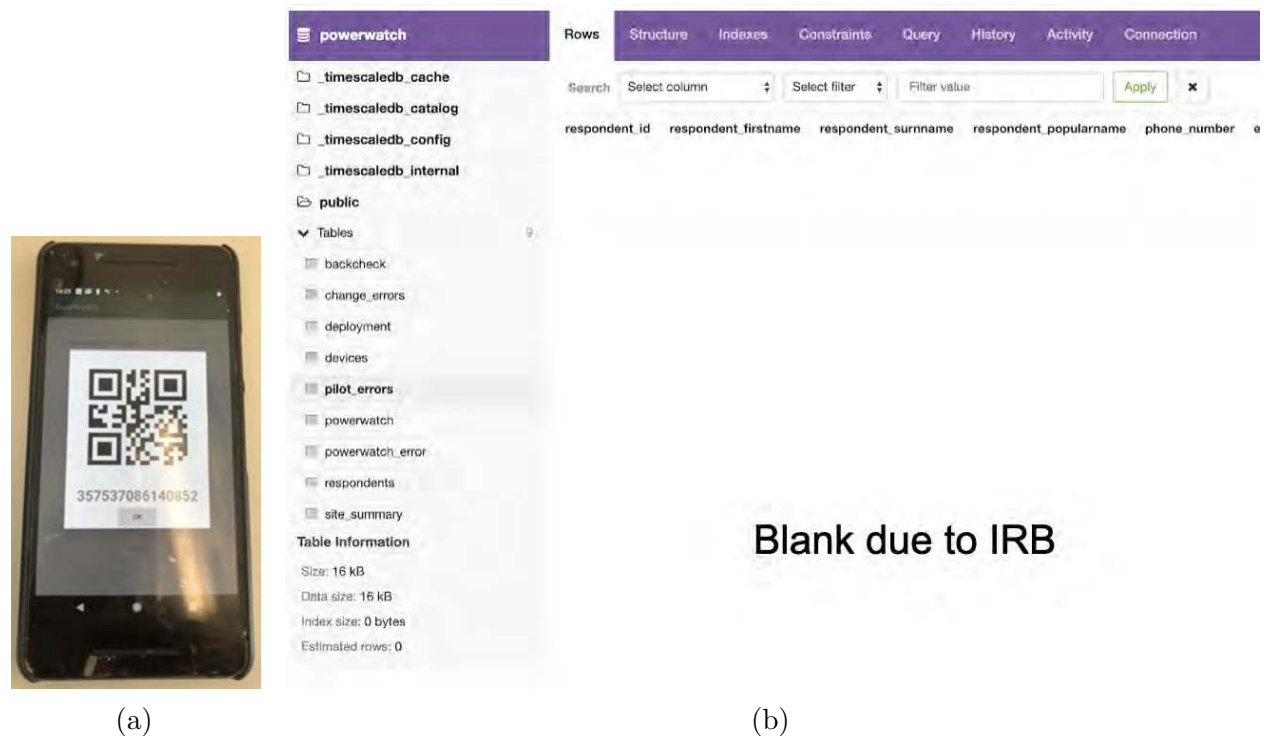 powerwatch
Rows Structure Indexes Constraints Query History Activity Connection
_timescaledb_cache
_timescaledb_catalog
_timescaledb_config
_timescaledb_internal
public
Tables 9
backcheck
change_errors
deployment
devices
pilot_errors
powerwatch
powerwatch_error
respondents
site_summary
Table Information
Size: 16 kB
Data size: 16 kB
Index size: 0 bytes
Estimated rows: 0
Search Select column Select filter Filter value Apply
respondent_id respondent_firstname respondent_surnname respondent_popularname phone_number e
Blank due to IRB
357537086140852
OK
(a)
(b)